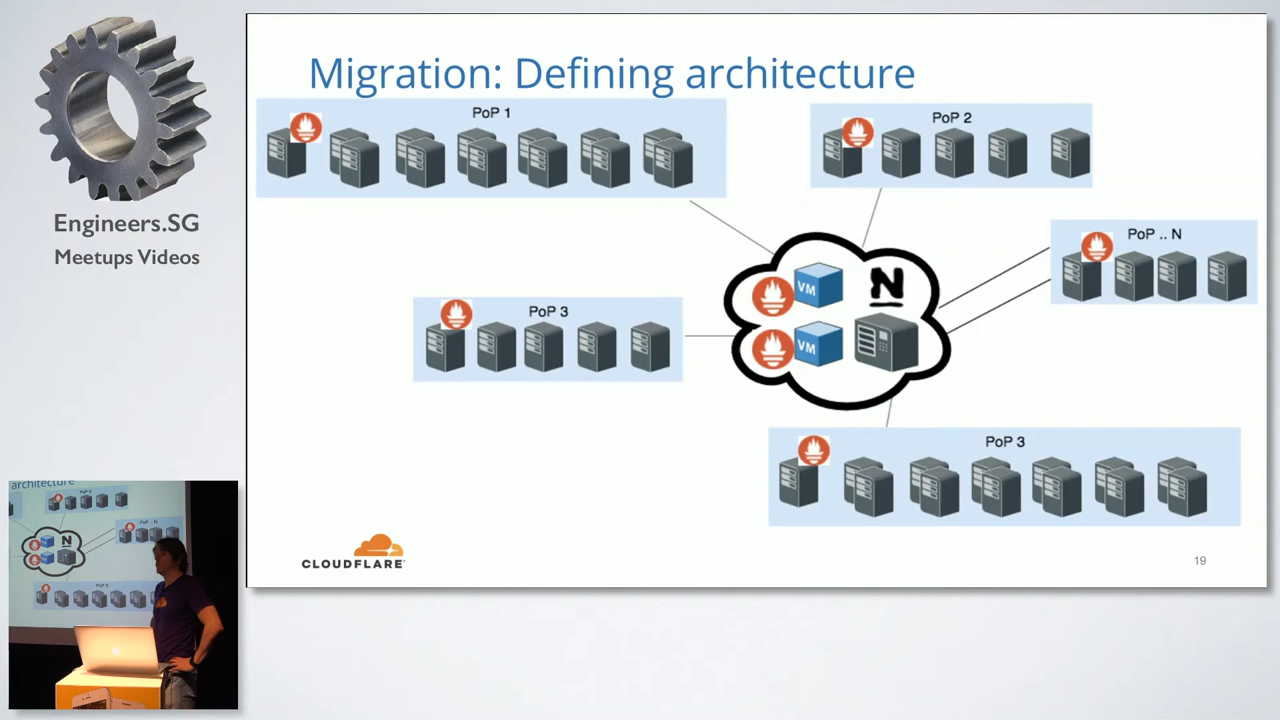 Migration: Defining architecture
PoP 1
PoP 2
PoP .. N
PoP 3
VM
N
VM
PoP 3
CLOUDFLARE
19
Engineers.SG
Meetups Videos
architecture